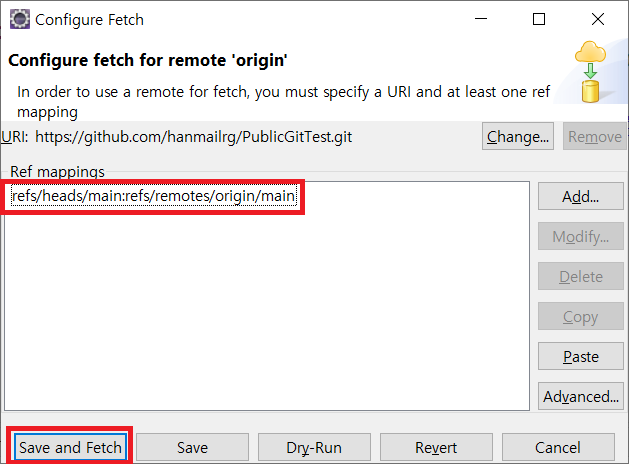 Configure Fetch
Configure fetch for remote 'origin'
In order to use a remote for fetch, you must specify a URI and at least one ref
mapping
URI: https://github.com/hanmailrg/PublicGitTest.git Change... Remove
Ref mappings
refs/heads/main:refs/remotes/origin/main
Add...
Modify...
Delete
Copy
Paste
Advanced...
Save and Fetch Save Dry-Run Revert Cancel